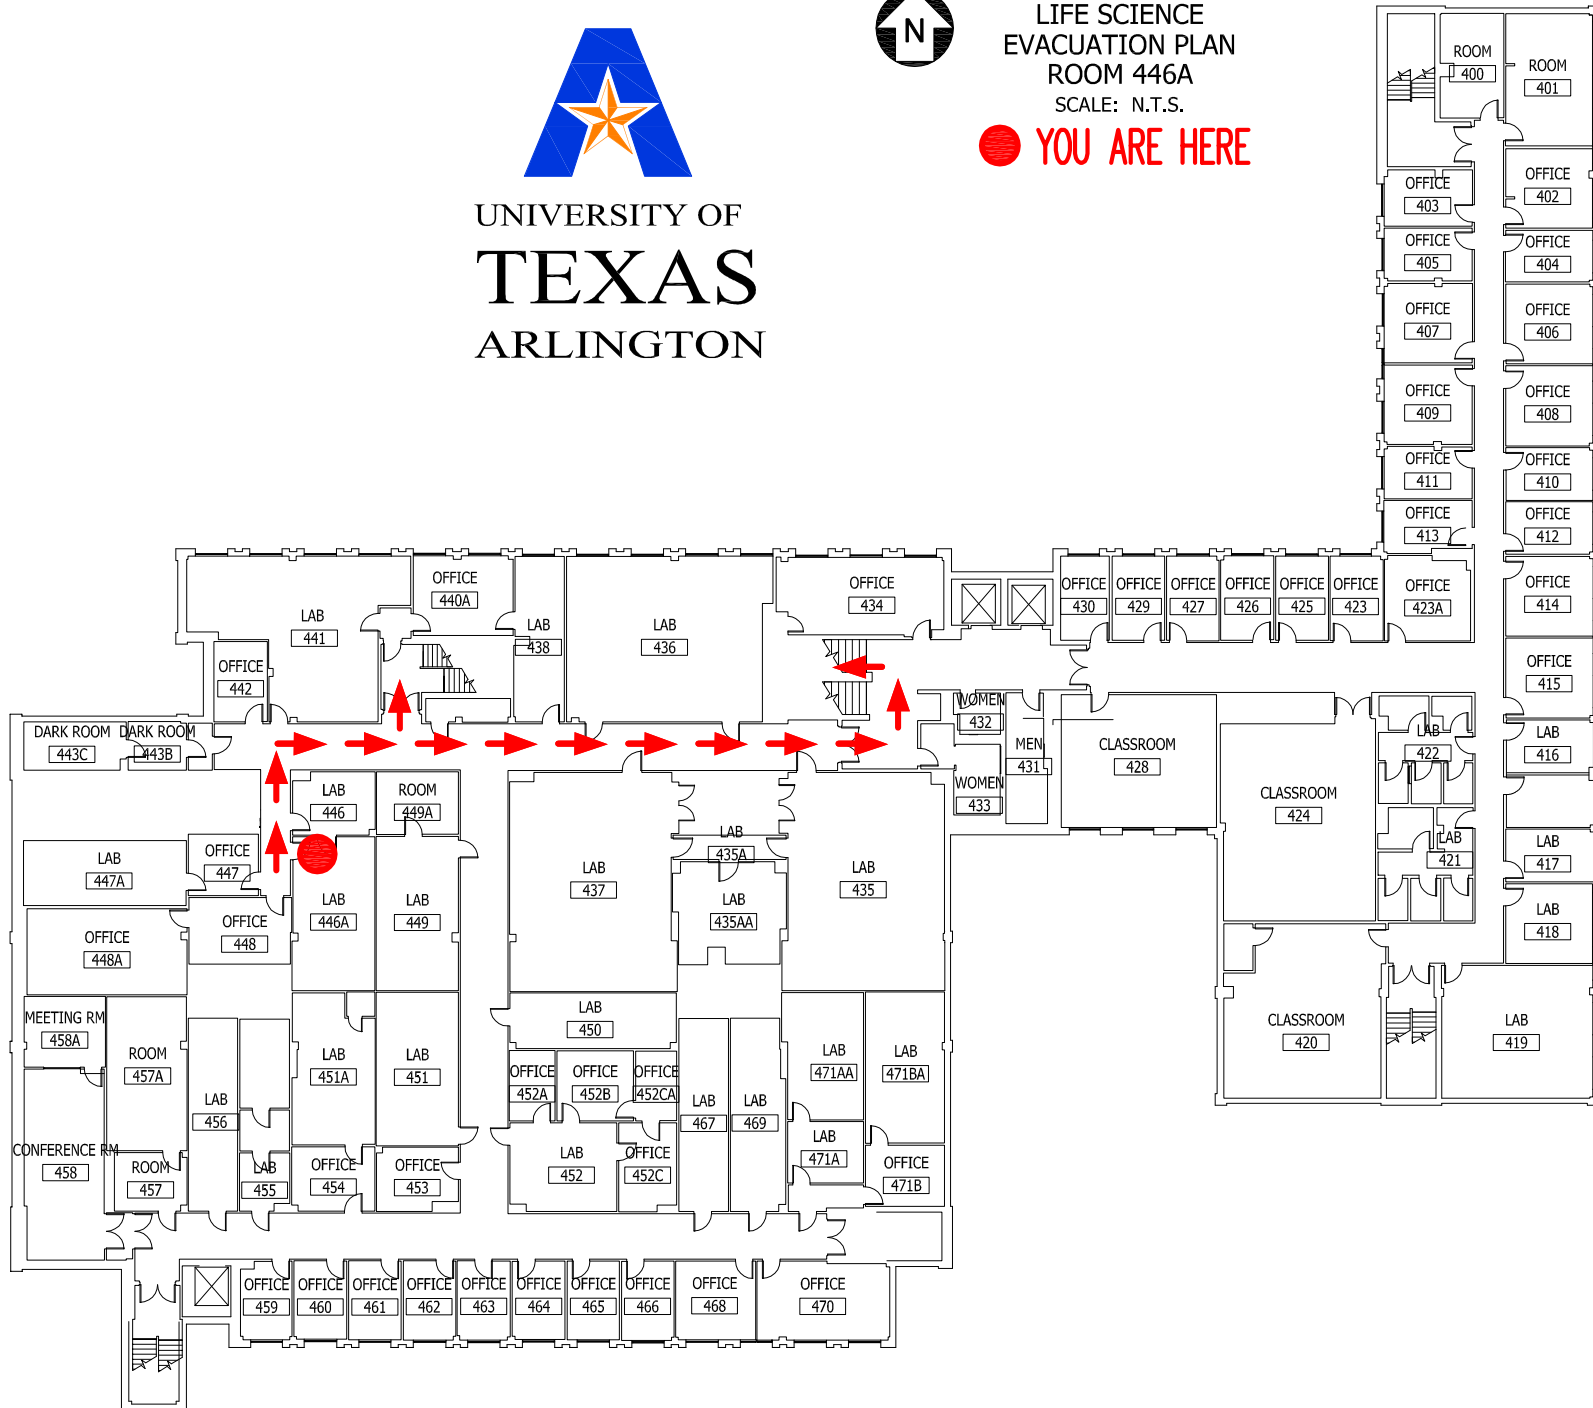 N
LIFE SCIENCE
EVACUATION PLAN
ROOM 446A
SCALE: N.T.S.
YOU ARE HERE
UNIVERSITY OF
TEXAS
ARLINGTON
ROOM
400
ROOM
401
OFFICE
402
OFFICE
403
OFFICE
404
OFFICE
405
OFFICE
406
OFFICE
407
OFFICE
408
OFFICE
409
OFFICE
410
OFFICE
411
OFFICE
412
OFFICE
413
OFFICE
414
OFFICE
415
LAB
416
LAB
417
LAB
418
LAB
419
CLASSROOM
420
LAB
421
LAB
422
OFFICE
423A
OFFICE
423
OFFICE
425
OFFICE
426
OFFICE
427
OFFICE
429
OFFICE
430
CLASSROOM
424
CLASSROOM
428
MEN
431
WOMEN
432
WOMEN
433
OFFICE
434
LAB
436
LAB
438
OFFICE
440A
LAB
441
OFFICE
442
DARK ROOM
443C
DARK ROOM
443B
LAB
446
ROOM
449A
LAB
447A
OFFICE
447
LAB
446A
LAB
449
OFFICE
448
OFFICE
448A
LAB
437
LAB
435A
LAB
435AA
LAB
435
MEETING RM
458A
ROOM
457A
LAB
456
LAB
451A
LAB
451
LAB
450
OFFICE
452A
OFFICE
452B
OFFICE
452CA
LAB
467
LAB
469
LAB
471AA
LAB
471BA
CONFERENCE RM
458
ROOM
457
LAB
455
OFFICE
454
OFFICE
453
LAB
452
OFFICE
452C
LAB
471A
OFFICE
471B
OFFICE
459
OFFICE
460
OFFICE
461
OFFICE
462
OFFICE
463
OFFICE
464
OFFICE
465
OFFICE
466
OFFICE
468
OFFICE
470